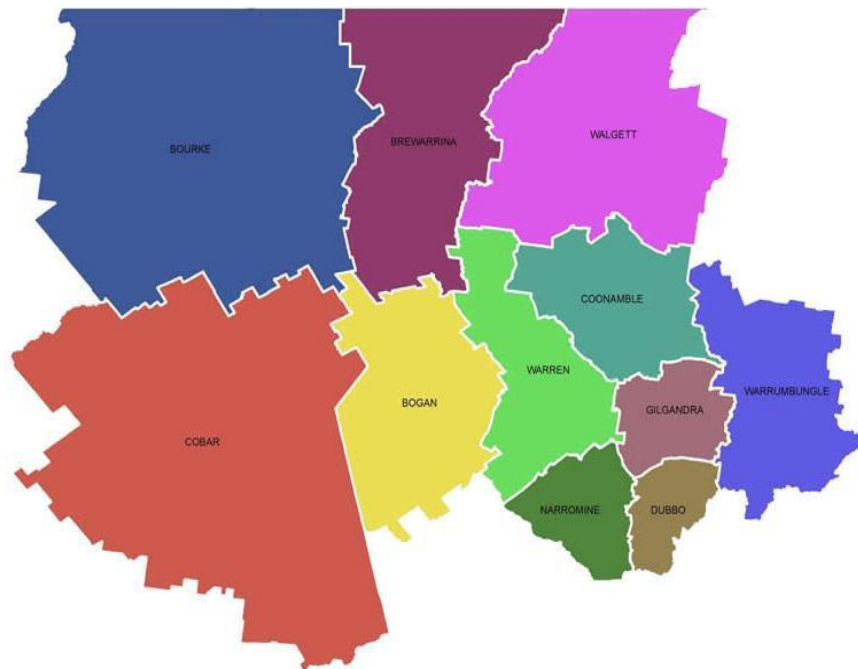 WALGETT
BREWARRINA
BOURKE
COONAMBLE
WARREN
WARRUMBUNGLE
BOGAN
GILGANDRA
COBAR
NARROMINE
DUBBO